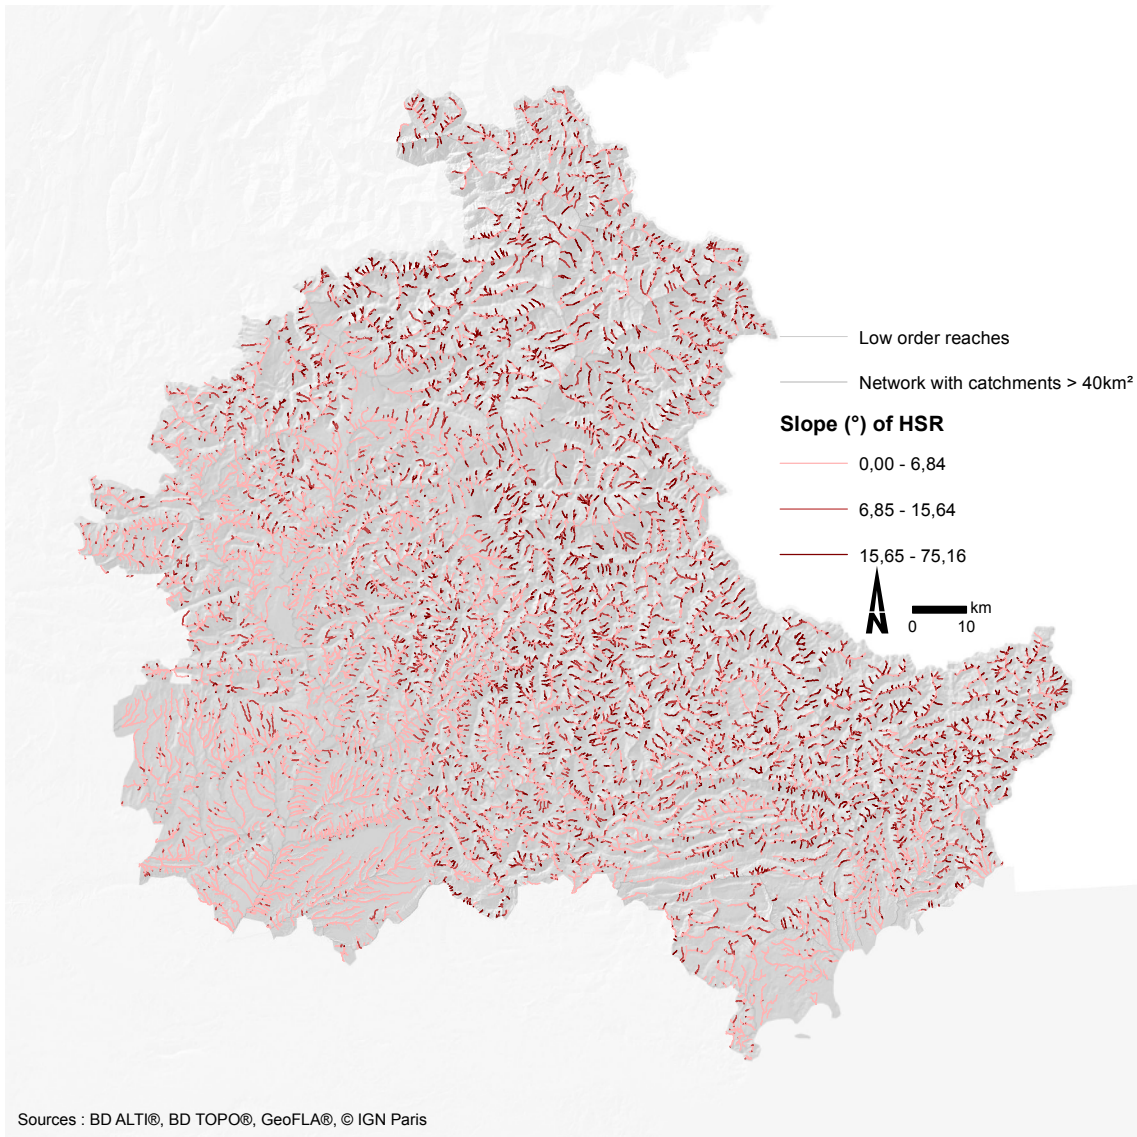 Low order reaches
Network with catchments > 40km²
Slope (°) of HSR
0,00 - 6,84
6,85 - 15,64
15,65 - 75,16
N
km
0 10
Sources : BD ALTI®, BD TOPO®, GeoFLA®, © IGN Paris